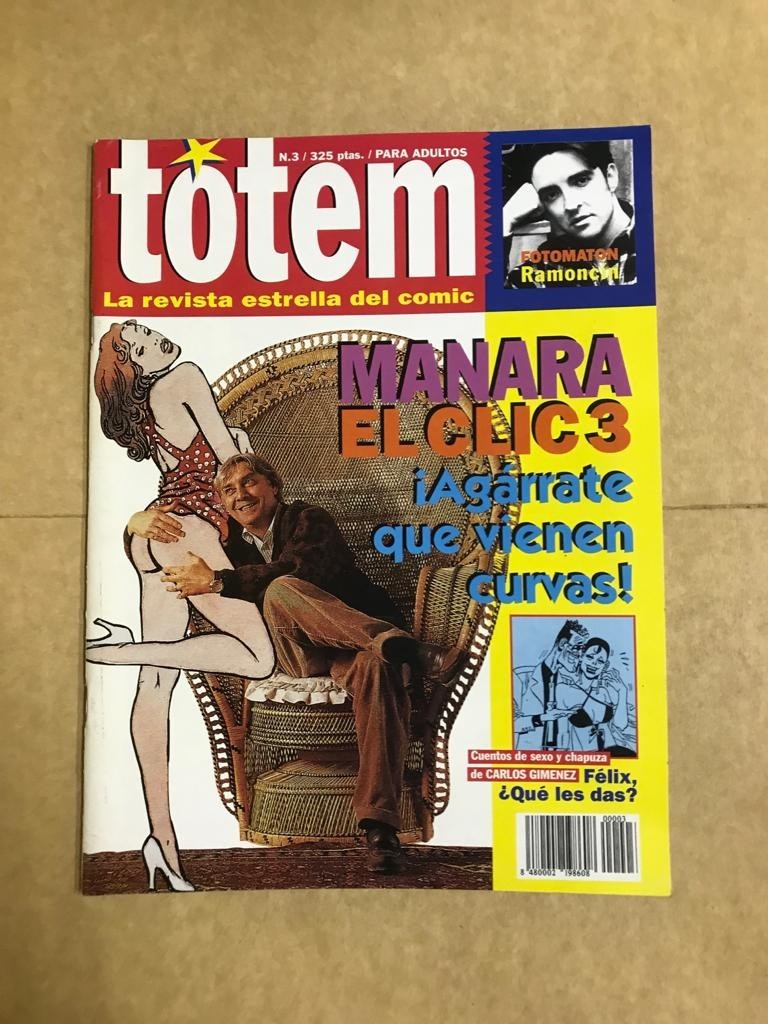 tótem
N.3 / 325 ptas. / PARA ADULTOS
La revista estrella del comic
FOTOMATON
Ramoncín
MANARA
EL CLIC 3
¡Agárrate
que vienen
curvas!
Cuentos de sexo y chapuza
de CARLOS GIMENEZ Félix,
¿Qué les das?
00003
8 480002 198608